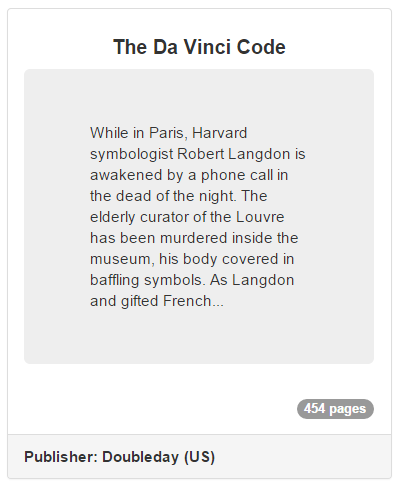 The Da Vinci Code
While in Paris, Harvard
symbologist Robert Langdon is
awakened by a phone call in
the dead of the night. The
elderly curator of the Louvre
has been murdered inside the
museum, his body covered in
baffling symbols. As Langdon
and gifted French...
454 pages
Publisher: Doubleday (US)